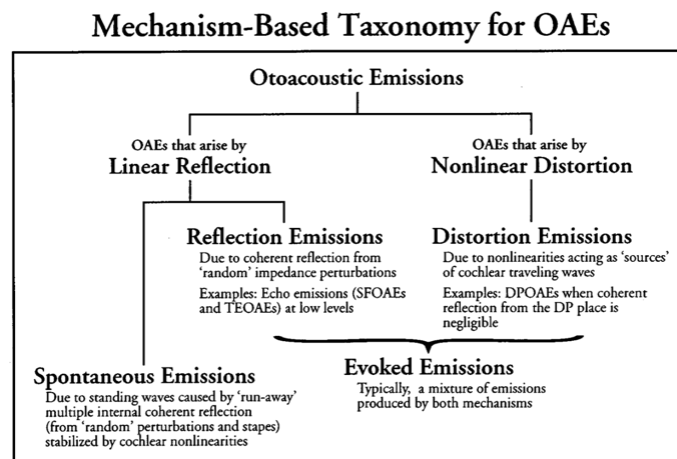 Mechanism-Based Taxonomy for OAEs
Otoacoustic Emissions
OAEs that arise by
Linear Reflection
OAEs that arise by
Nonlinear Distortion
Reflection Emissions
Due to coherent reflection from
'random' impedance perturbations
Examples: Echo emissions (SFOAEs
and TEOAEs) at low levels
Distortion Emissions
Due to nonlinearities acting as 'sources'
of cochlear traveling waves
Examples: DPOAEs when coherent
reflection from the DP place is
negligible
Spontaneous Emissions
Due to standing waves caused by 'run-away'
multiple internal coherent reflection
(from 'random' perturbations and stapes)
stabilized by cochlear nonlinearities
Evoked Emissions
Typically, a mixture of emissions
produced by both mechanisms